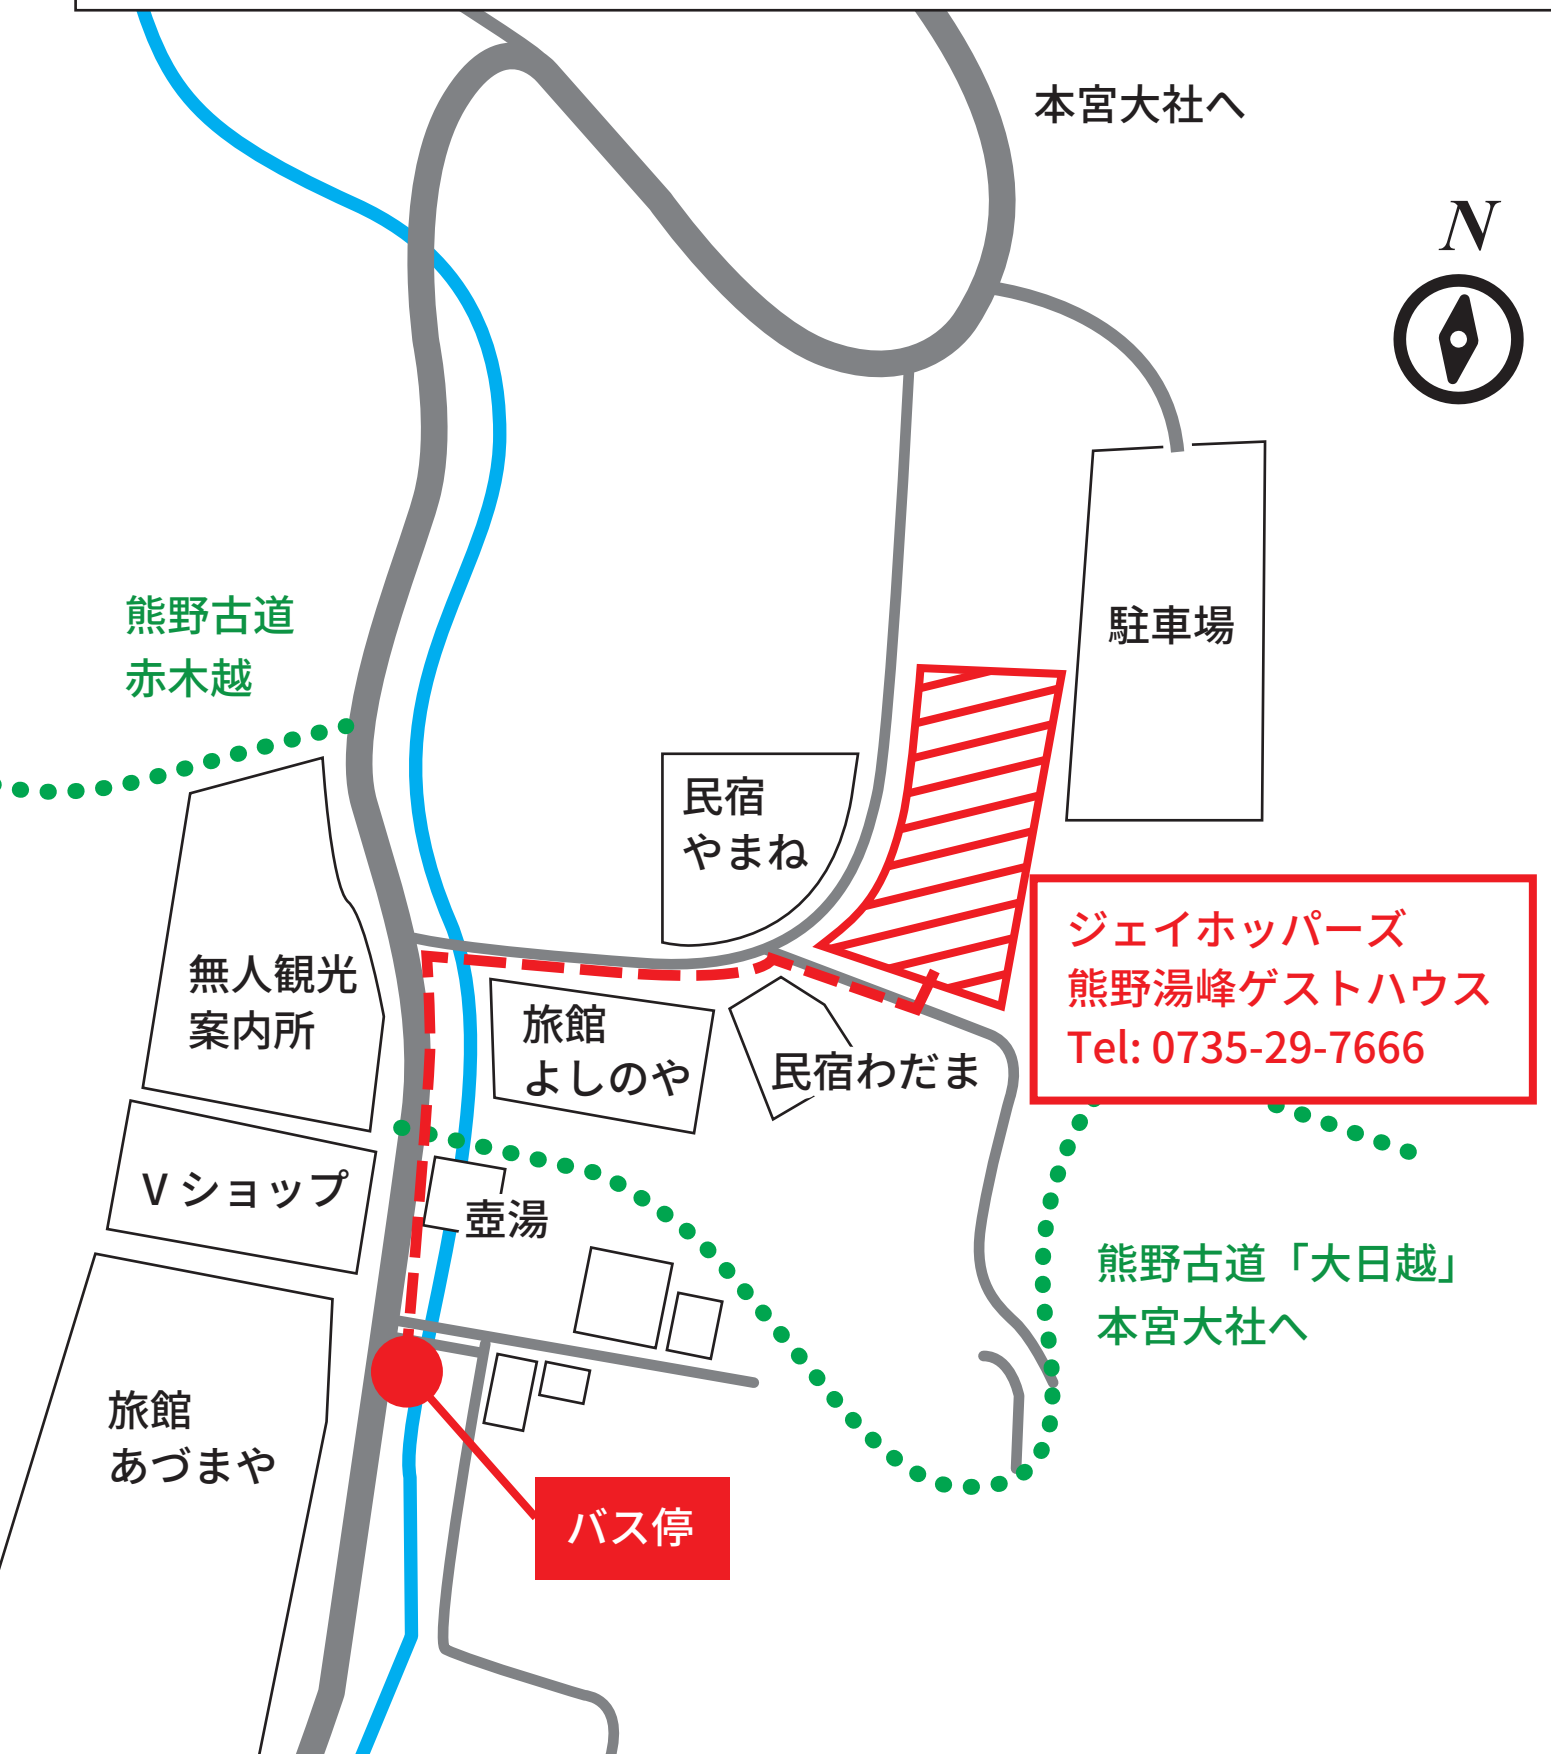 本宮大社へ
N
熊野古道
赤木越
駐車場
民宿
やまね
ジェイホッパーズ
熊野湯峰ゲストハウス
Tel: 0735-29-7666
無人観光
案内所
旅館
よしのや
民宿わだま
Vショップ
壺湯
熊野古道「大日越」
本宮大社へ
旅館
あづまや
バス停